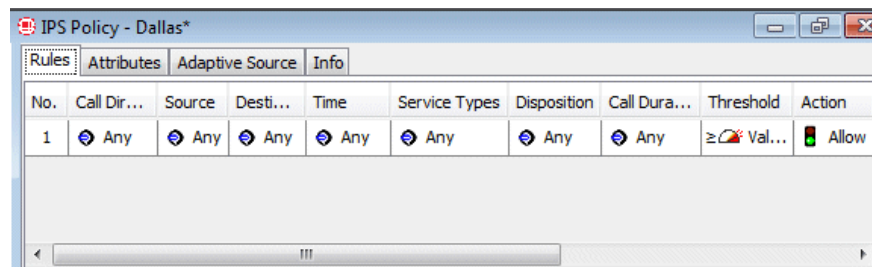 IPS Policy - Dallas*
Rules Attributes Adaptive Source Info
No. Call Dir... Source Desti... Time Service Types Disposition Call Dura... Threshold Action
1 Any Any Any Any Any Any Any ≥ Val... Allow